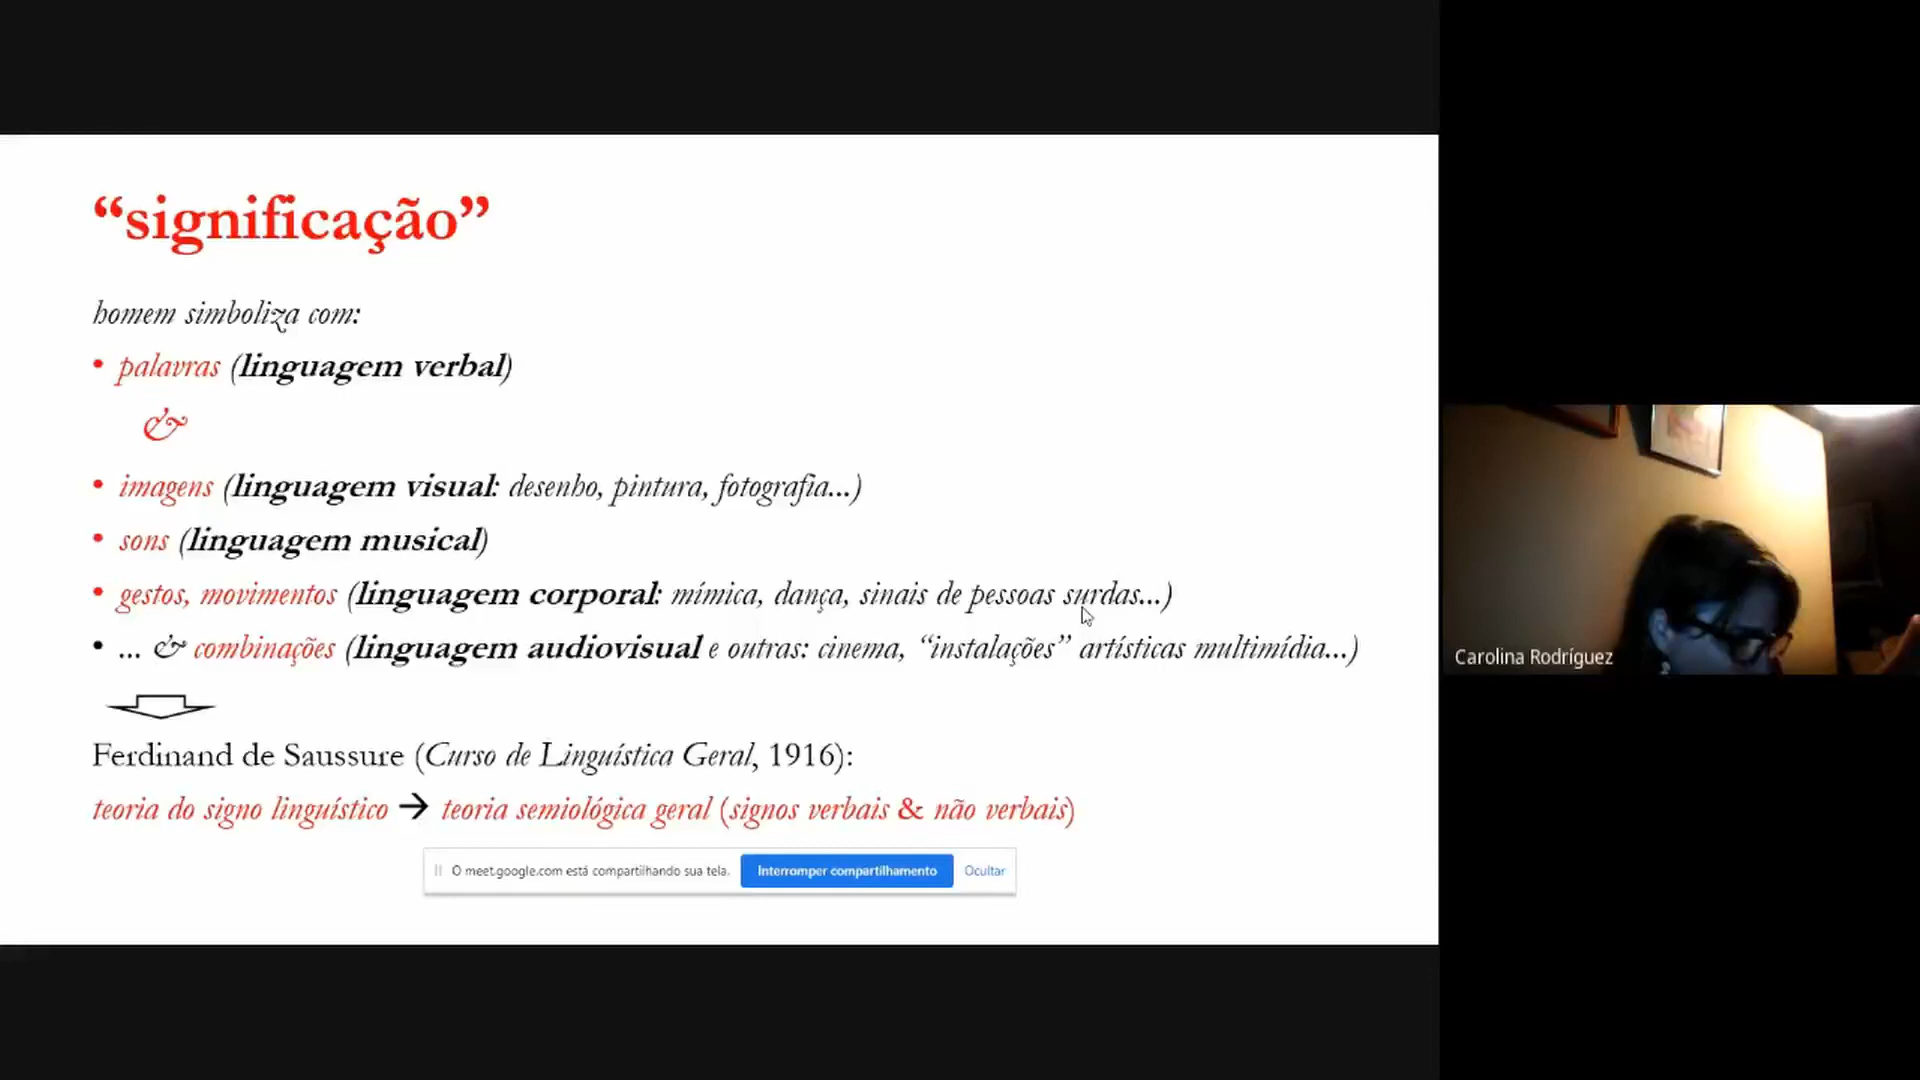 “significação”
homem simboliza com:
• palavras (linguagem verbal)
&
• imagens (linguagem visual: desenho, pintura, fotografia...)
• sons (linguagem musical)
• gestos, movimentos (linguagem corporal: mímica, dança, sinais de pessoas surdas...)
• ... & combinações (linguagem audiovisual e outras: cinema, “instalações” artísticas multimídia...)
Ferdinand de Saussure (Curso de Linguística Geral, 1916):
teoria do signo linguístico → teoria semiológica geral (signos verbais & não verbais)
O meet.google.com está compartilhando sua tela. Interromper compartilhamento Ocultar
Carolina Rodríguez